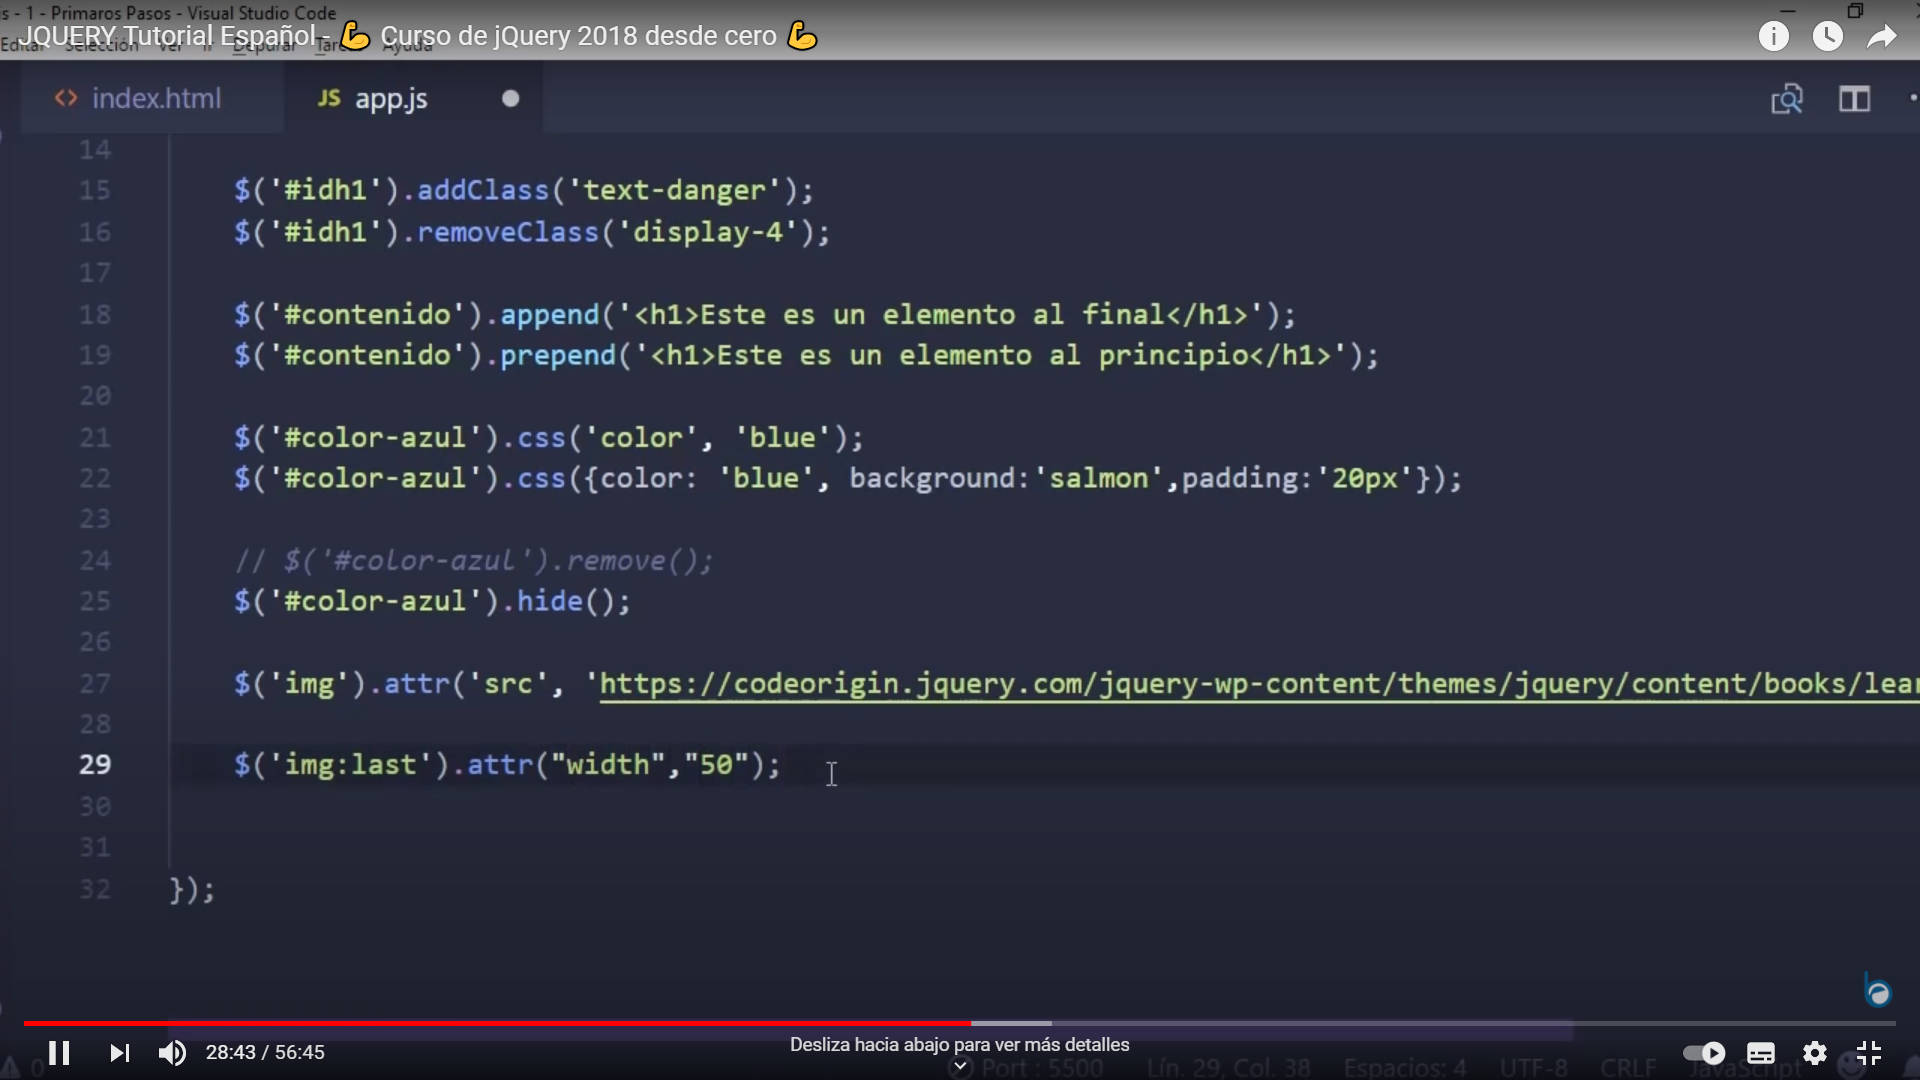 is - 1 - Primaros Pasos - Visual Studio Code
JQUERY Tutorial Español - 💪 Curso de jQuery 2018 desde cero 💪
Editar Selección Ver Ir Depurar Ayuda
index.html JS app.js
14
15 $('#idh1').addClass('text-danger');
16 $('#idh1').removeClass('display-4');
17
18 $('#contenido').append('<h1>Este es un elemento al final</h1>');
19 $('#contenido').prepend('<h1>Este es un elemento al principio</h1>');
20
21 $('#color-azul').css('color', 'blue');
22 $('#color-azul').css({color: 'blue', background:'salmon',padding:'20px'});
23
24 // $('#color-azul').remove();
25 $('#color-azul').hide();
26
27 $('img').attr('src', 'https://codeorigin.jquery.com/jquery-wp-content/themes/jquery/content/books/lear
28
29 $('img:last').attr("width","50");
30
31
32 });
28:43 / 56:45
Desliza hacia abajo para ver más detalles
0 Port : 5500 Lín. 29, Col. 38 Espacios: 4 UTF-8 CRLF JavaScript